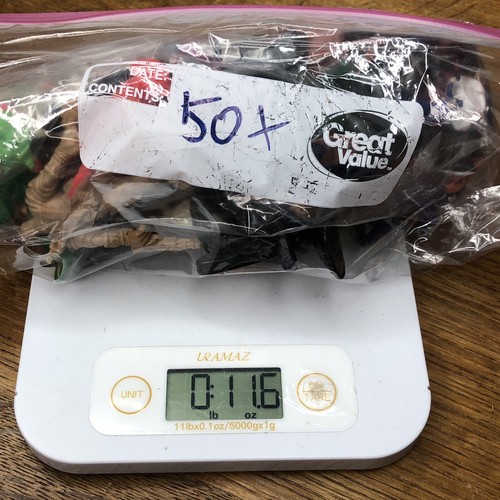 DATE:
CONTENTS:
50+
Great
Value
URAMAZ
UNIT
0:11.6
lb oz
TARE
11lbx0.1oz/5000gx1g